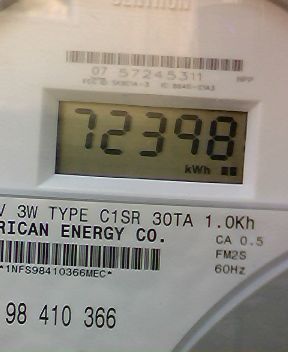 CENTRON
07 57245311
72398
kWh
V 3W TYPE C1SR 30TA 1.0Kh
RICAN ENERGY CO.
CA 0.5
FM2S
60Hz
*1NFS98410366MEC*
98 410 366